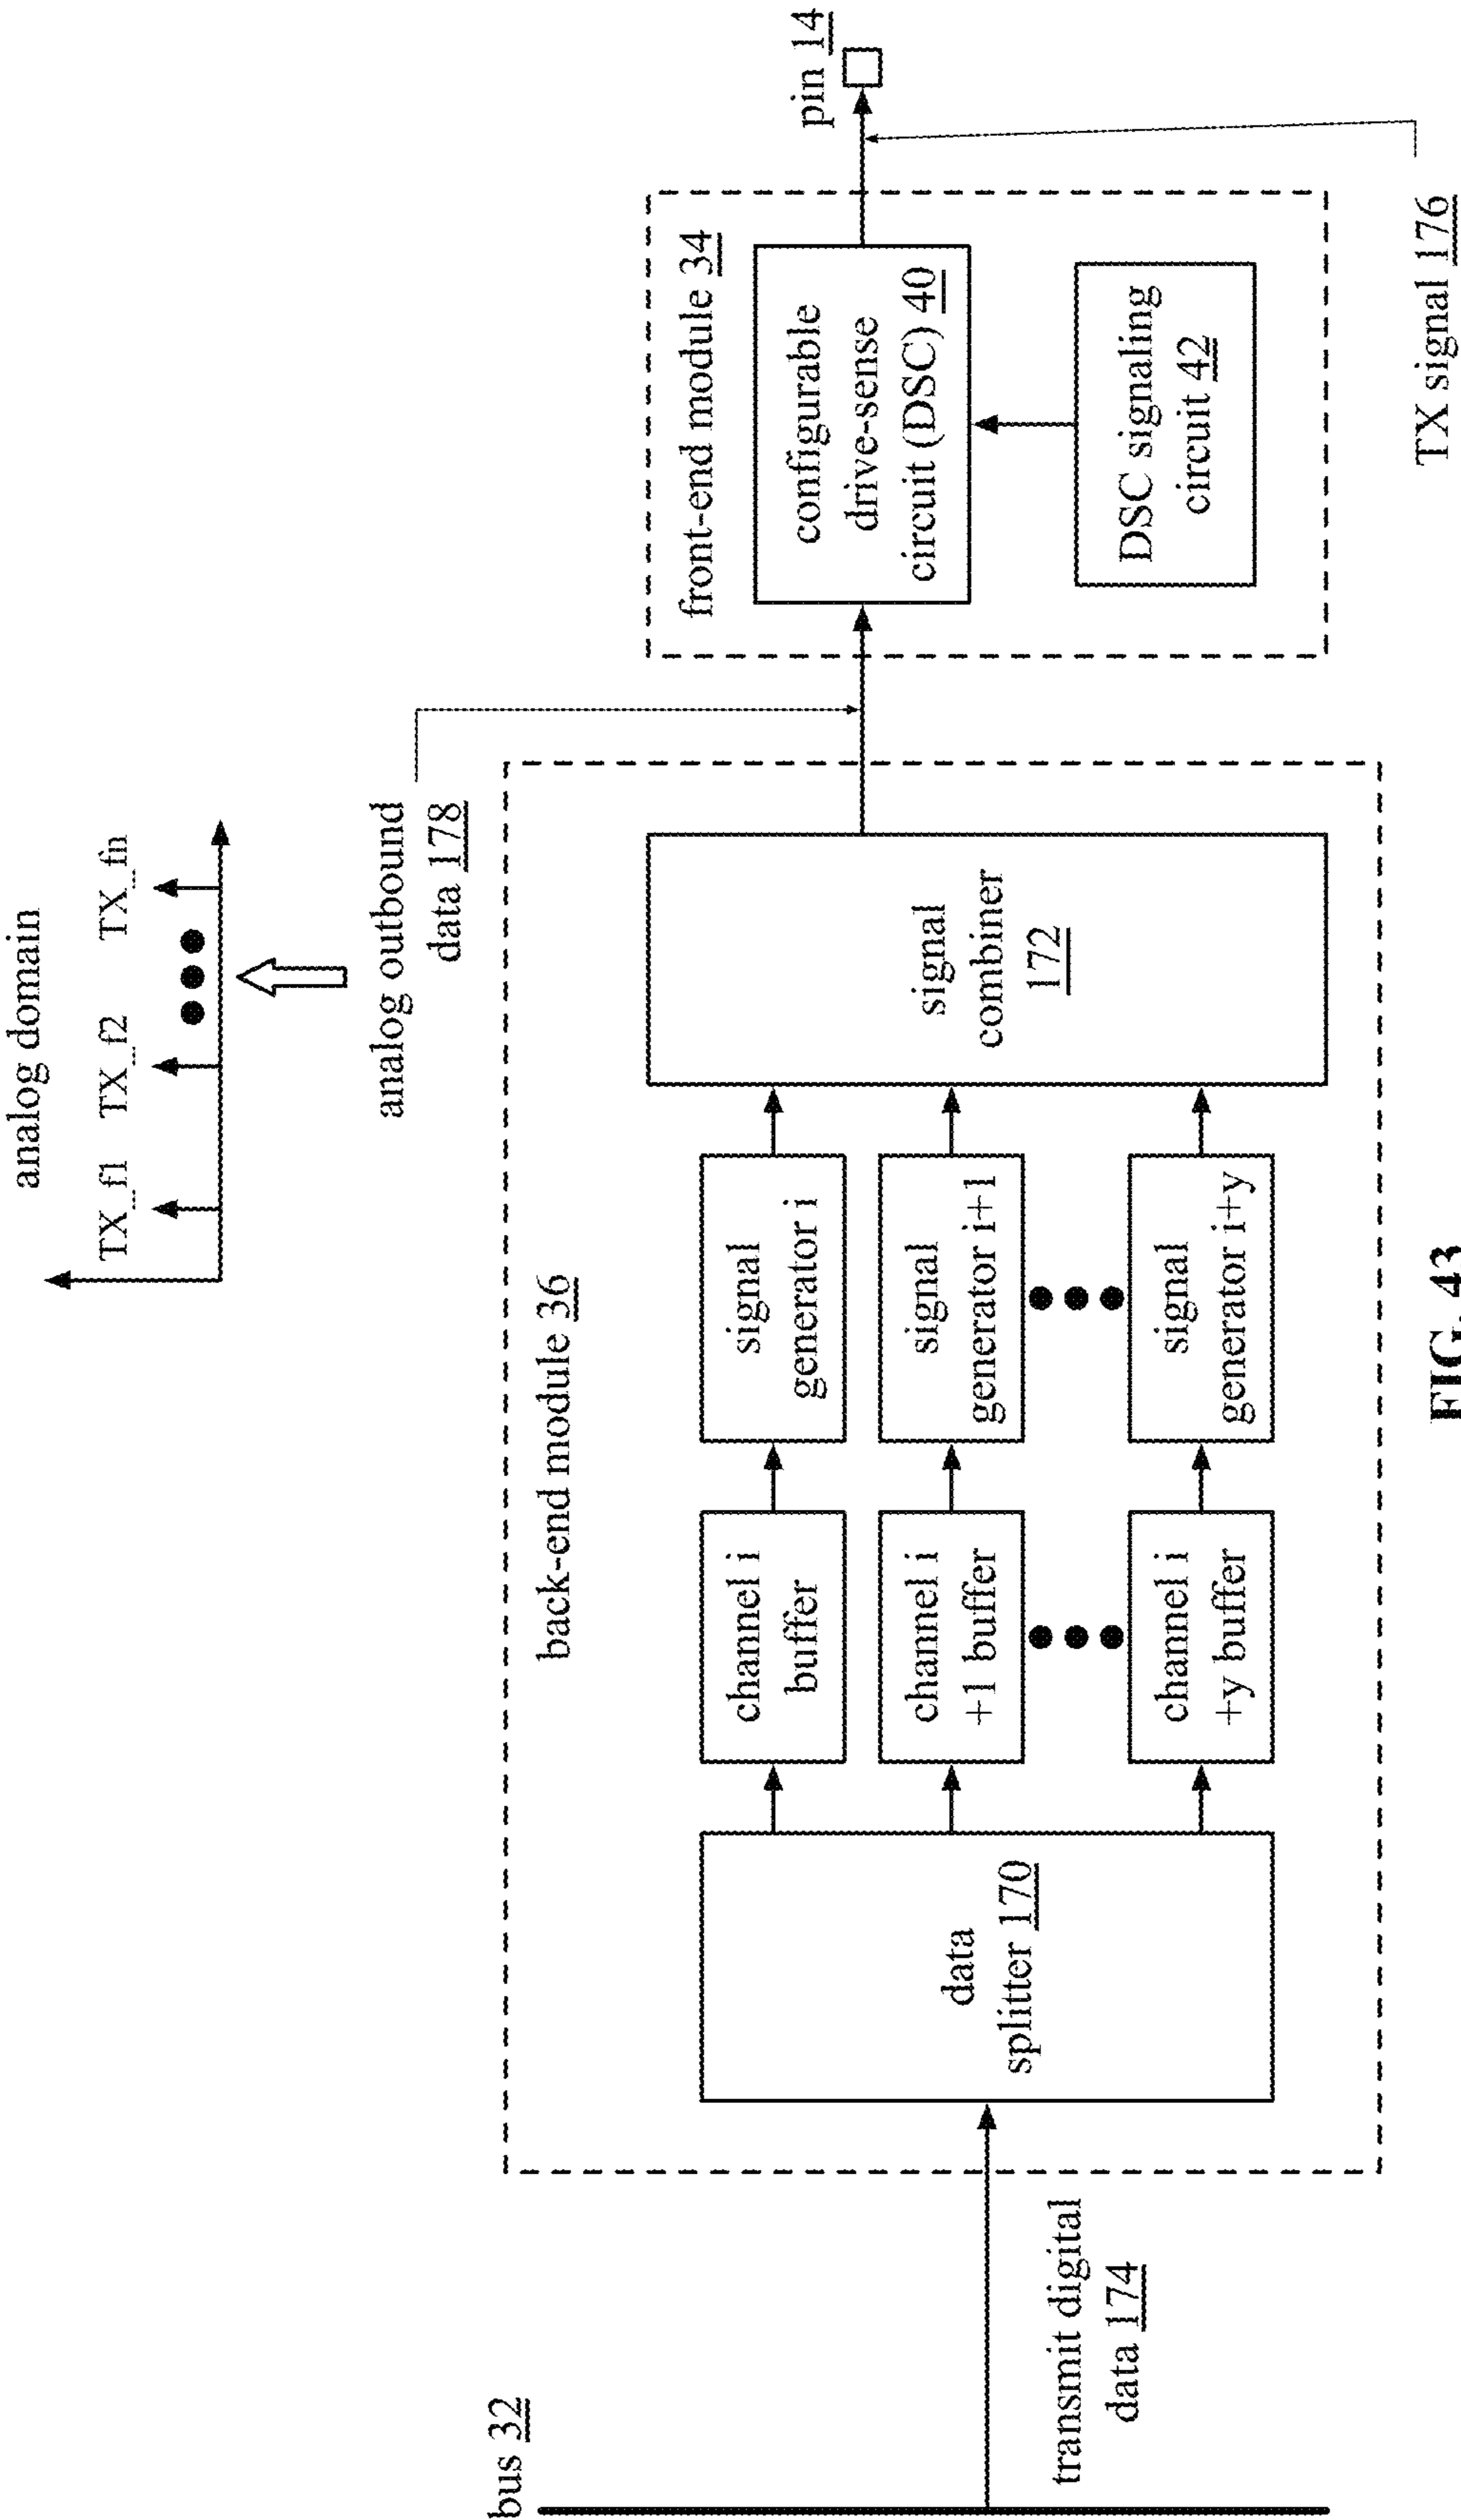 analog domain
TX_f1
TX_f2
TX_fn
analog outbound
data 178
bus 32
transmit digital
data 174
back-end module 36
data
splitter 170
channel i
buffer
channel i
+1 buffer
channel i
+y buffer
signal
generator i
signal
generator i+1
signal
generator i+y
signal
combiner
172
front-end module 34
configurable
drive-sense
circuit (DSC) 40
DSC signaling
circuit 42
pin 14
TX signal 176
FIG. 43